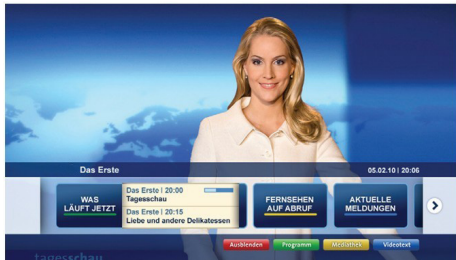 Das Erste
05.02.10 | 20:06
WAS
LÄUFT JETZT
Das Erste | 20:00
Tagesschau
Das Erste | 20:15
Liebe und andere Delikatessen
FERNSEHEN
AUF ABRUF
AKTUELLE
MELDUNGEN
Ausblenden
Programm
Mediathek
Videotext
tagesschau